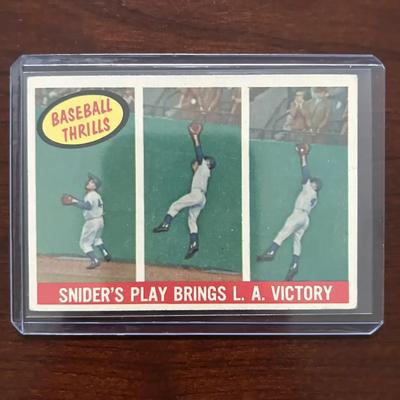 BASEBALL
THRILLS
SNIDER'S PLAY BRINGS L. A. VICTORY